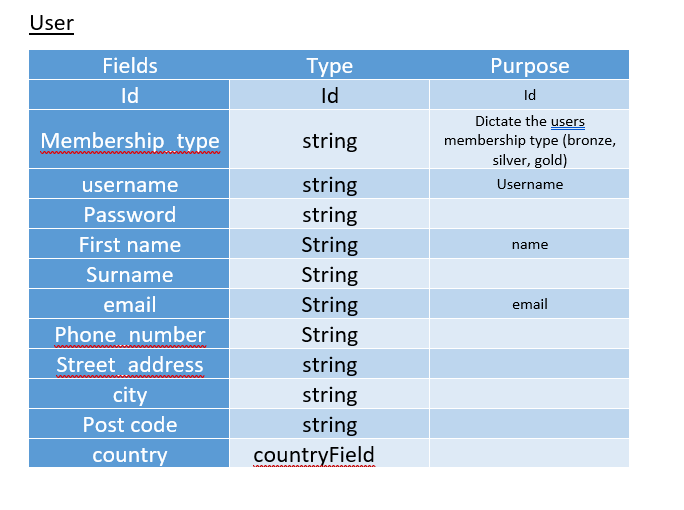 User
Fields Type Purpose
Id Id Id
Membership_type string Dictate the users
membership type (bronze,
silver, gold)
username string Username
Password string
First name String name
Surname String
email String email
Phone_number String
Street_address string
city string
Post code string
country countryField